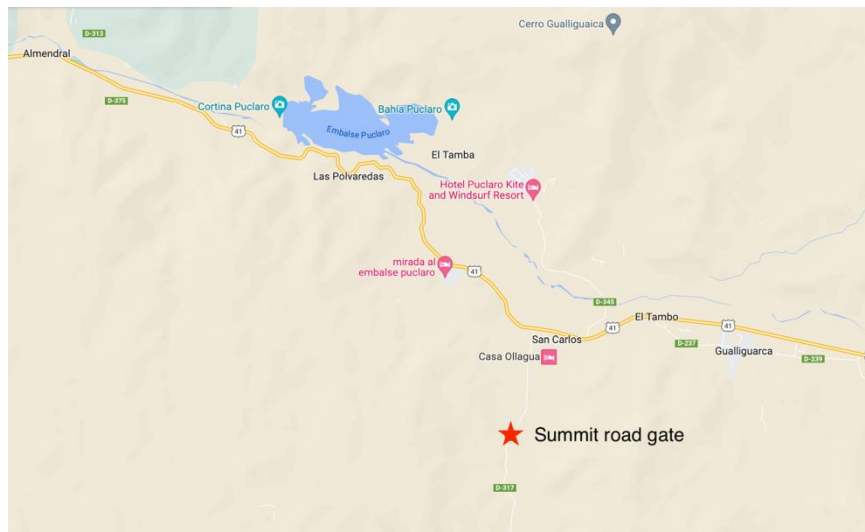 Cerro Gualliguaica
D-313
Almendral
D-375
Cortina Puclaro
Bahía Puclaro
41
Embalse Puclaro
El Tamba
Las Polvaredas
Hotel Puclaro Kite
and Windsurf Resort
mirada al
embalse puclaro
41
D-345
El Tambo
41
41
San Carlos
D-237
Gualliguarca
D-239
Casa Ollagua
Summit road gate
D-317